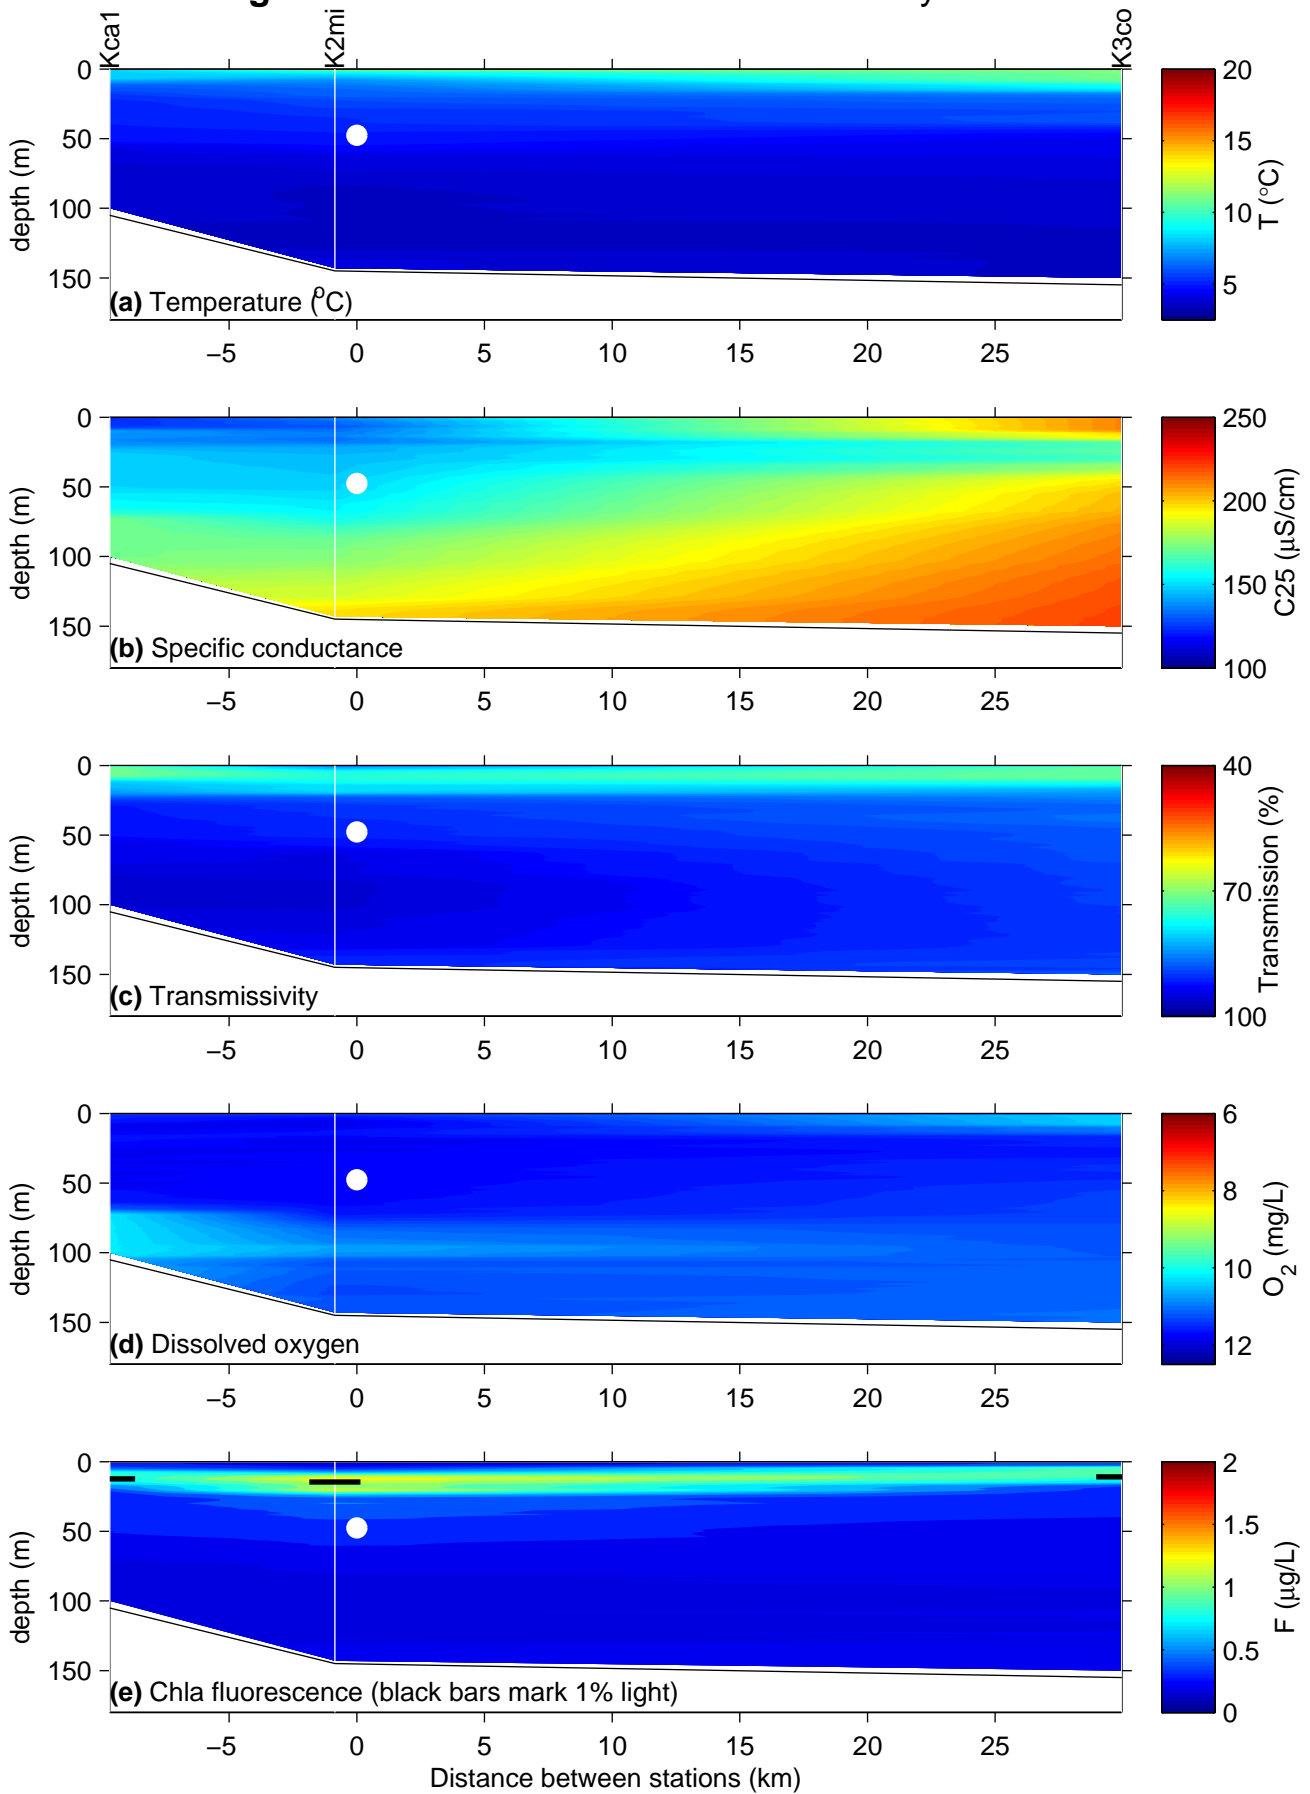 Kca1 K2mi K3co
0
50
100
150
depth (m)
(a) Temperature (ºC)
−5 0 5 10 15 20 25
20
15
10
5
T (°C)
0
50
100
150
depth (m)
(b) Specific conductance
−5 0 5 10 15 20 25
250
200
150
100
C25 (µS/cm)
0
50
100
150
depth (m)
(c) Transmissivity
−5 0 5 10 15 20 25
40
70
100
Transmission (%)
0
50
100
150
depth (m)
(d) Dissolved oxygen
−5 0 5 10 15 20 25
6
8
10
12
O2 (mg/L)
0
50
100
150
depth (m)
(e) Chla fluorescence (black bars mark 1% light)
−5 0 5 10 15 20 25
2
1.5
1
0.5
0
F (µg/L)
Distance between stations (km)